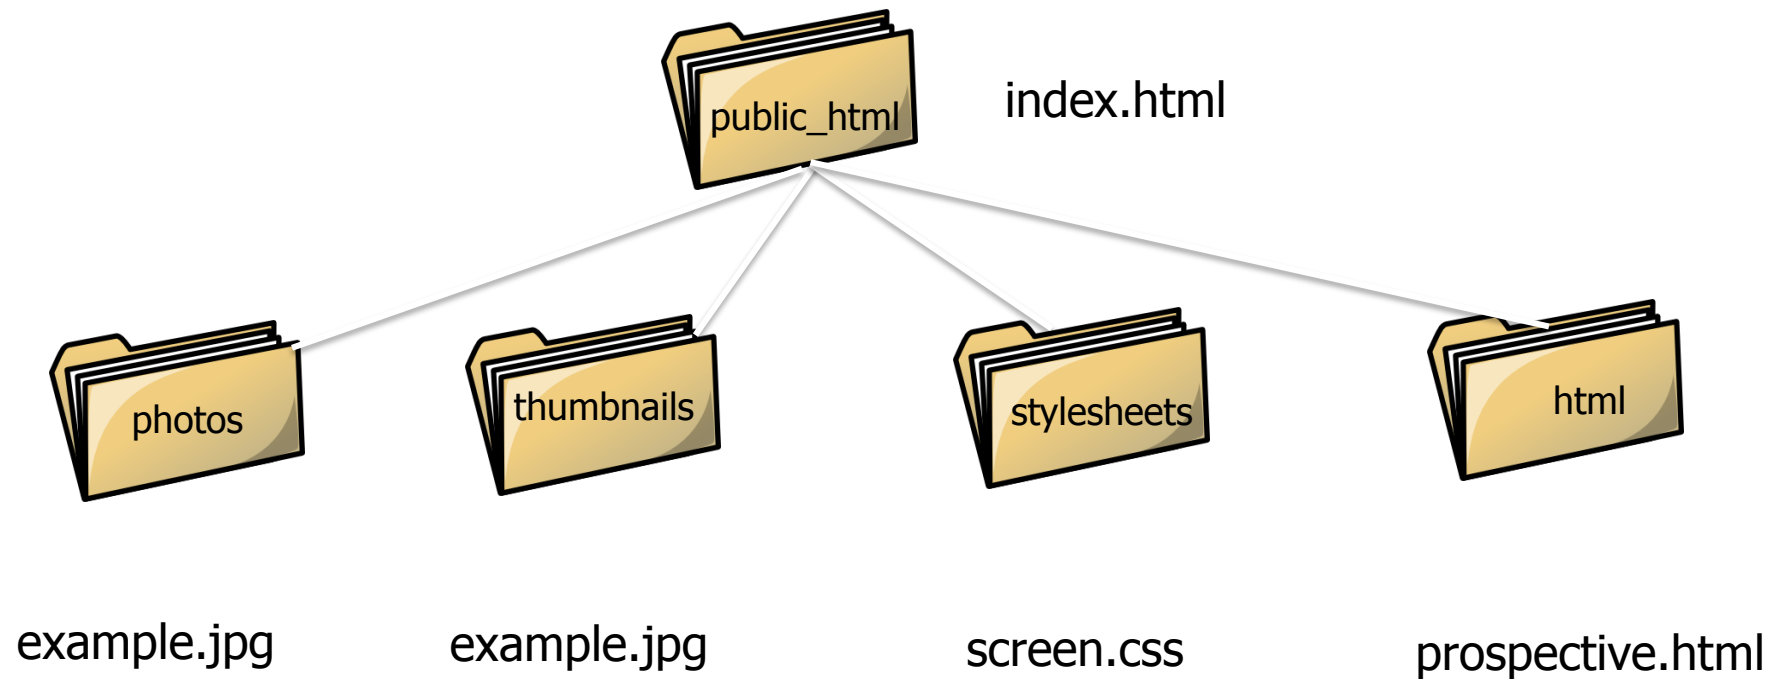 public_html
index.html
photos
thumbnails
stylesheets
html
example.jpg
example.jpg
screen.css
prospective.html